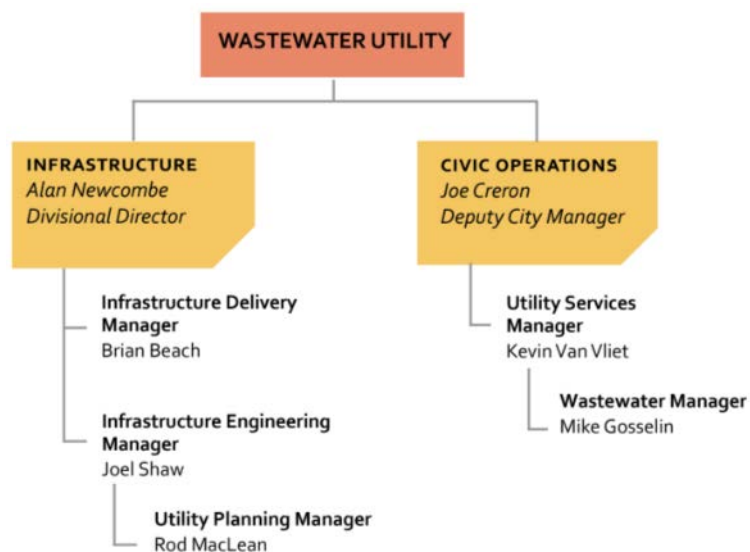 WASTEWATER UTILITY
INFRASTRUCTURE
Alan Newcombe
Divisional Director
Infrastructure Delivery
Manager
Brian Beach
Infrastructure Engineering
Manager
Joel Shaw
Utility Planning Manager
Rod MacLean
CIVIC OPERATIONS
Joe Creron
Deputy City Manager
Utility Services
Manager
Kevin Van Vliet
Wastewater Manager
Mike Gosselin